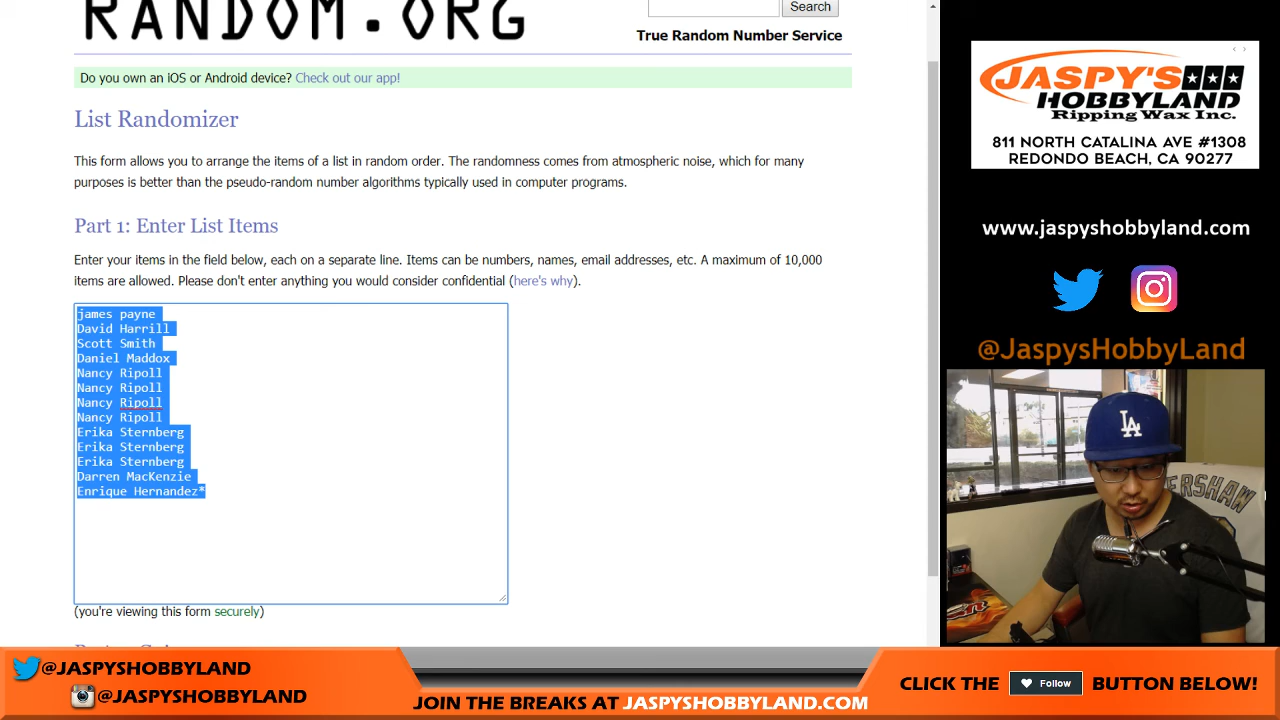 RANDOM.ORG
Search
True Random Number Service
Do you own an iOS or Android device? Check out our app!
List Randomizer
This form allows you to arrange the items of a list in random order. The randomness comes from atmospheric noise, which for many
purposes is better than the pseudo-random number algorithms typically used in computer programs.
Part 1: Enter List Items
Enter your items in the field below, each on a separate line. Items can be numbers, names, email addresses, etc. A maximum of 10,000
items are allowed. Please don't enter anything you would consider confidential (here's why).
james payne
David Harrill
Scott Smith
Daniel Maddox
Nancy Ripoll
Nancy Ripoll
Nancy Ripoll
Nancy Ripoll
Erika Sternberg
Erika Sternberg
Erika Sternberg
Darren MacKenzie
Enrique Hernandez*
(you're viewing this form securely)
JASPY'S
HOBBYLAND
Ripping Wax Inc.
811 NORTH CATALINA AVE #1308
REDONDO BEACH, CA 90277
www.jaspyshobbyland.com
@JaspysHobbyLand
LA
ERSHAW
@JASPYSHOBBYLAND
@JASPYSHOBBYLAND
JOIN THE BREAKS AT JASPYSHOBBYLAND.COM
CLICK THE Follow BUTTON BELOW!